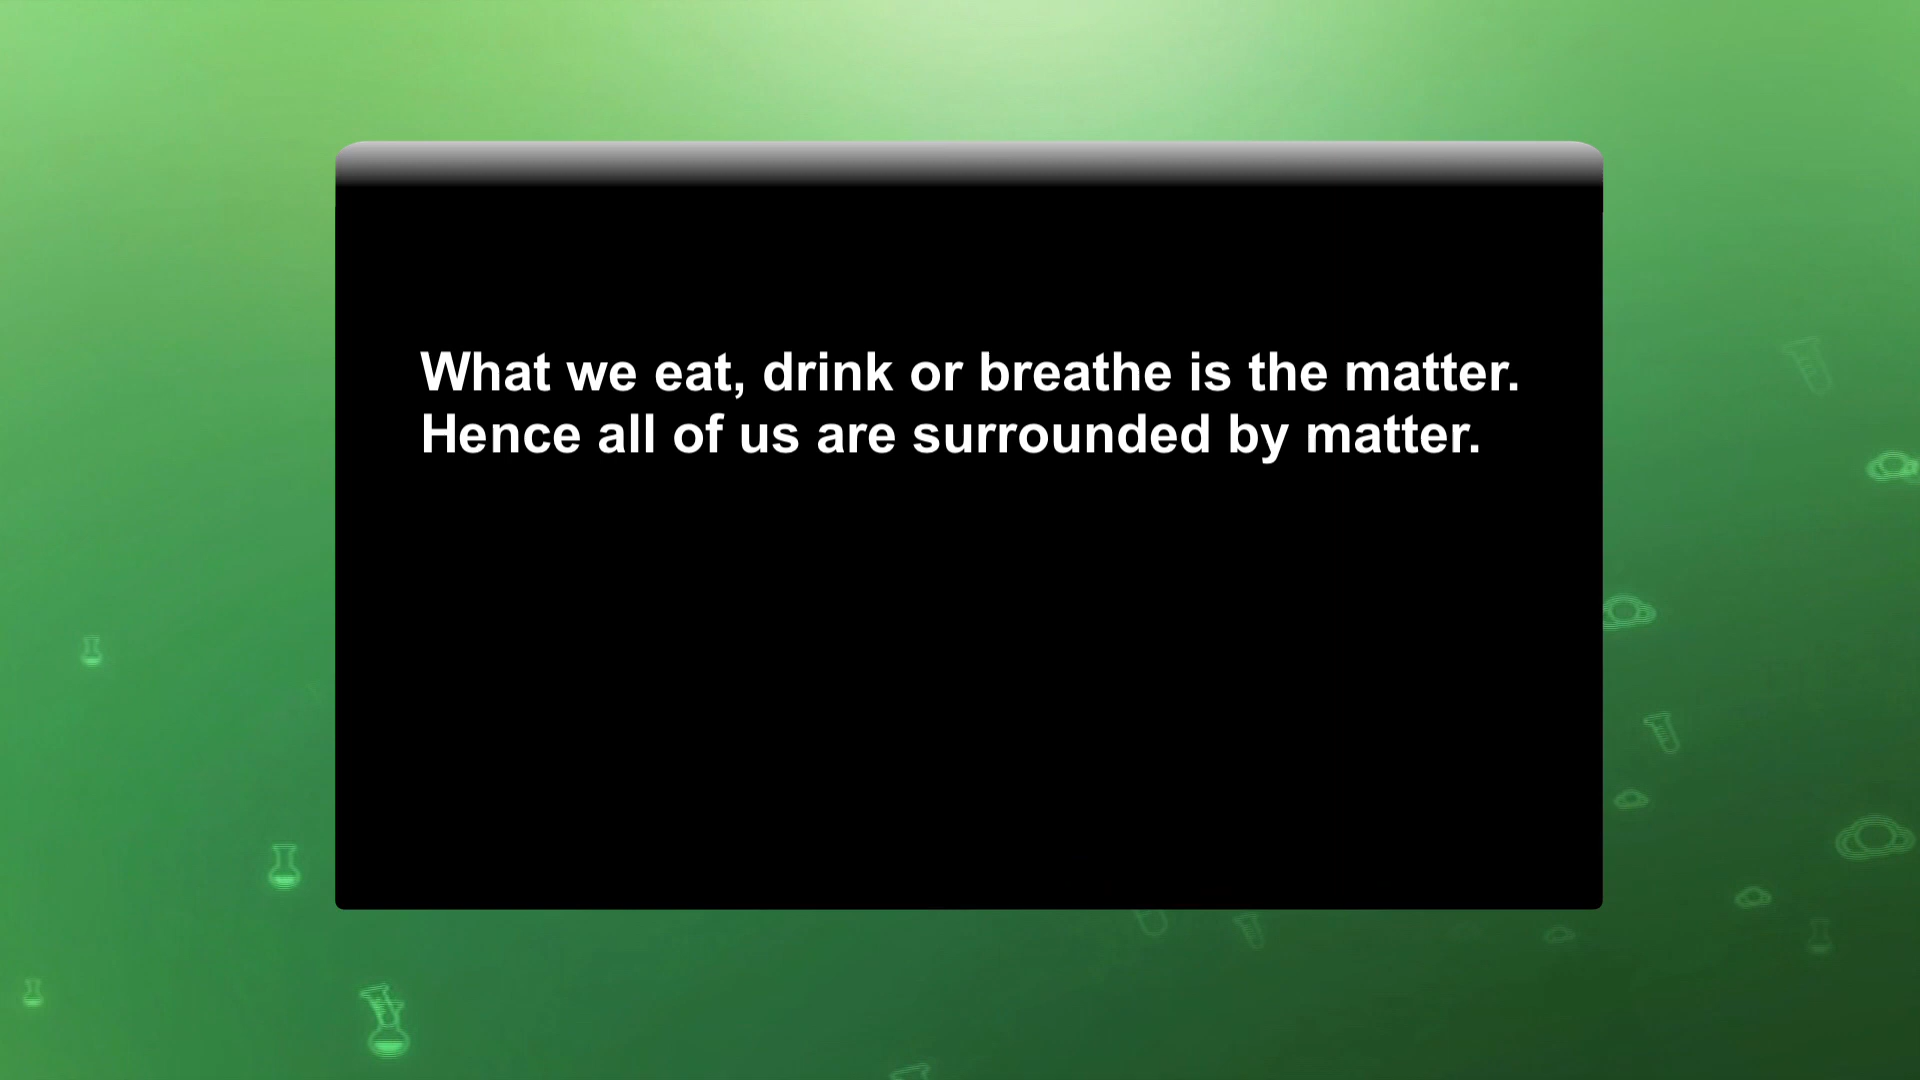 What we eat, drink or breathe is the matter.
Hence all of us are surrounded by matter.